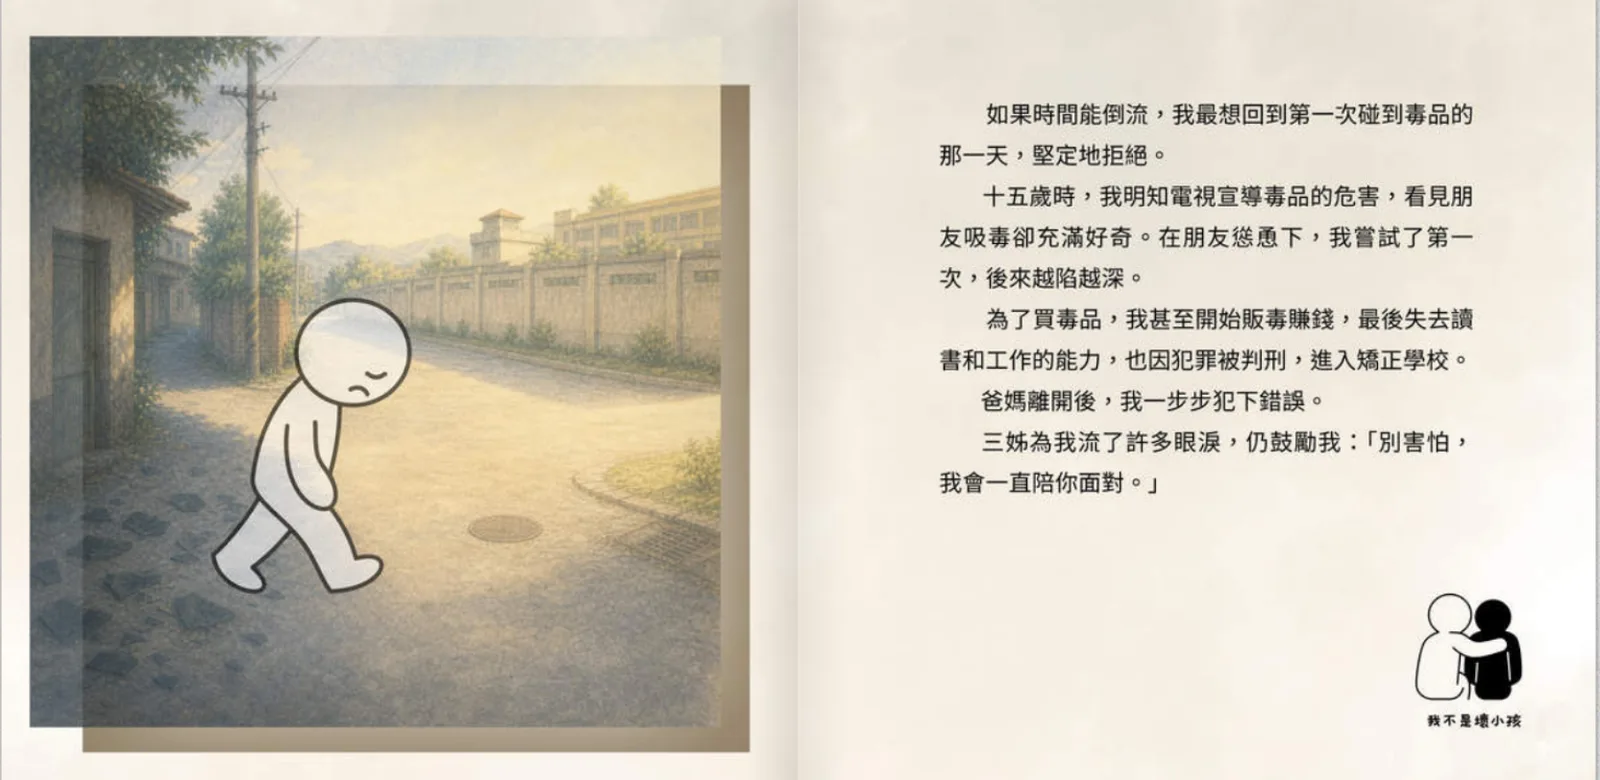 如果時間能倒流，我最想回到第一次碰到毒品的
那一天，堅定地拒絕。
十五歲時，我明知電視宣導毒品的危害，看見朋
友吸毒卻充滿好奇。在朋友慫恿下，我嘗試了第一
次，後來越陷越深。
為了買毒品，我甚至開始販毒賺錢，最後失去讀
書和工作的能力，也因犯罪被判刑，進入矯正學校。
爸媽離開後，我一步步犯下錯誤。
三姊為我流了許多眼淚，仍鼓勵我：「別害怕，
我會一直陪你面對。」
我不是壞小孩